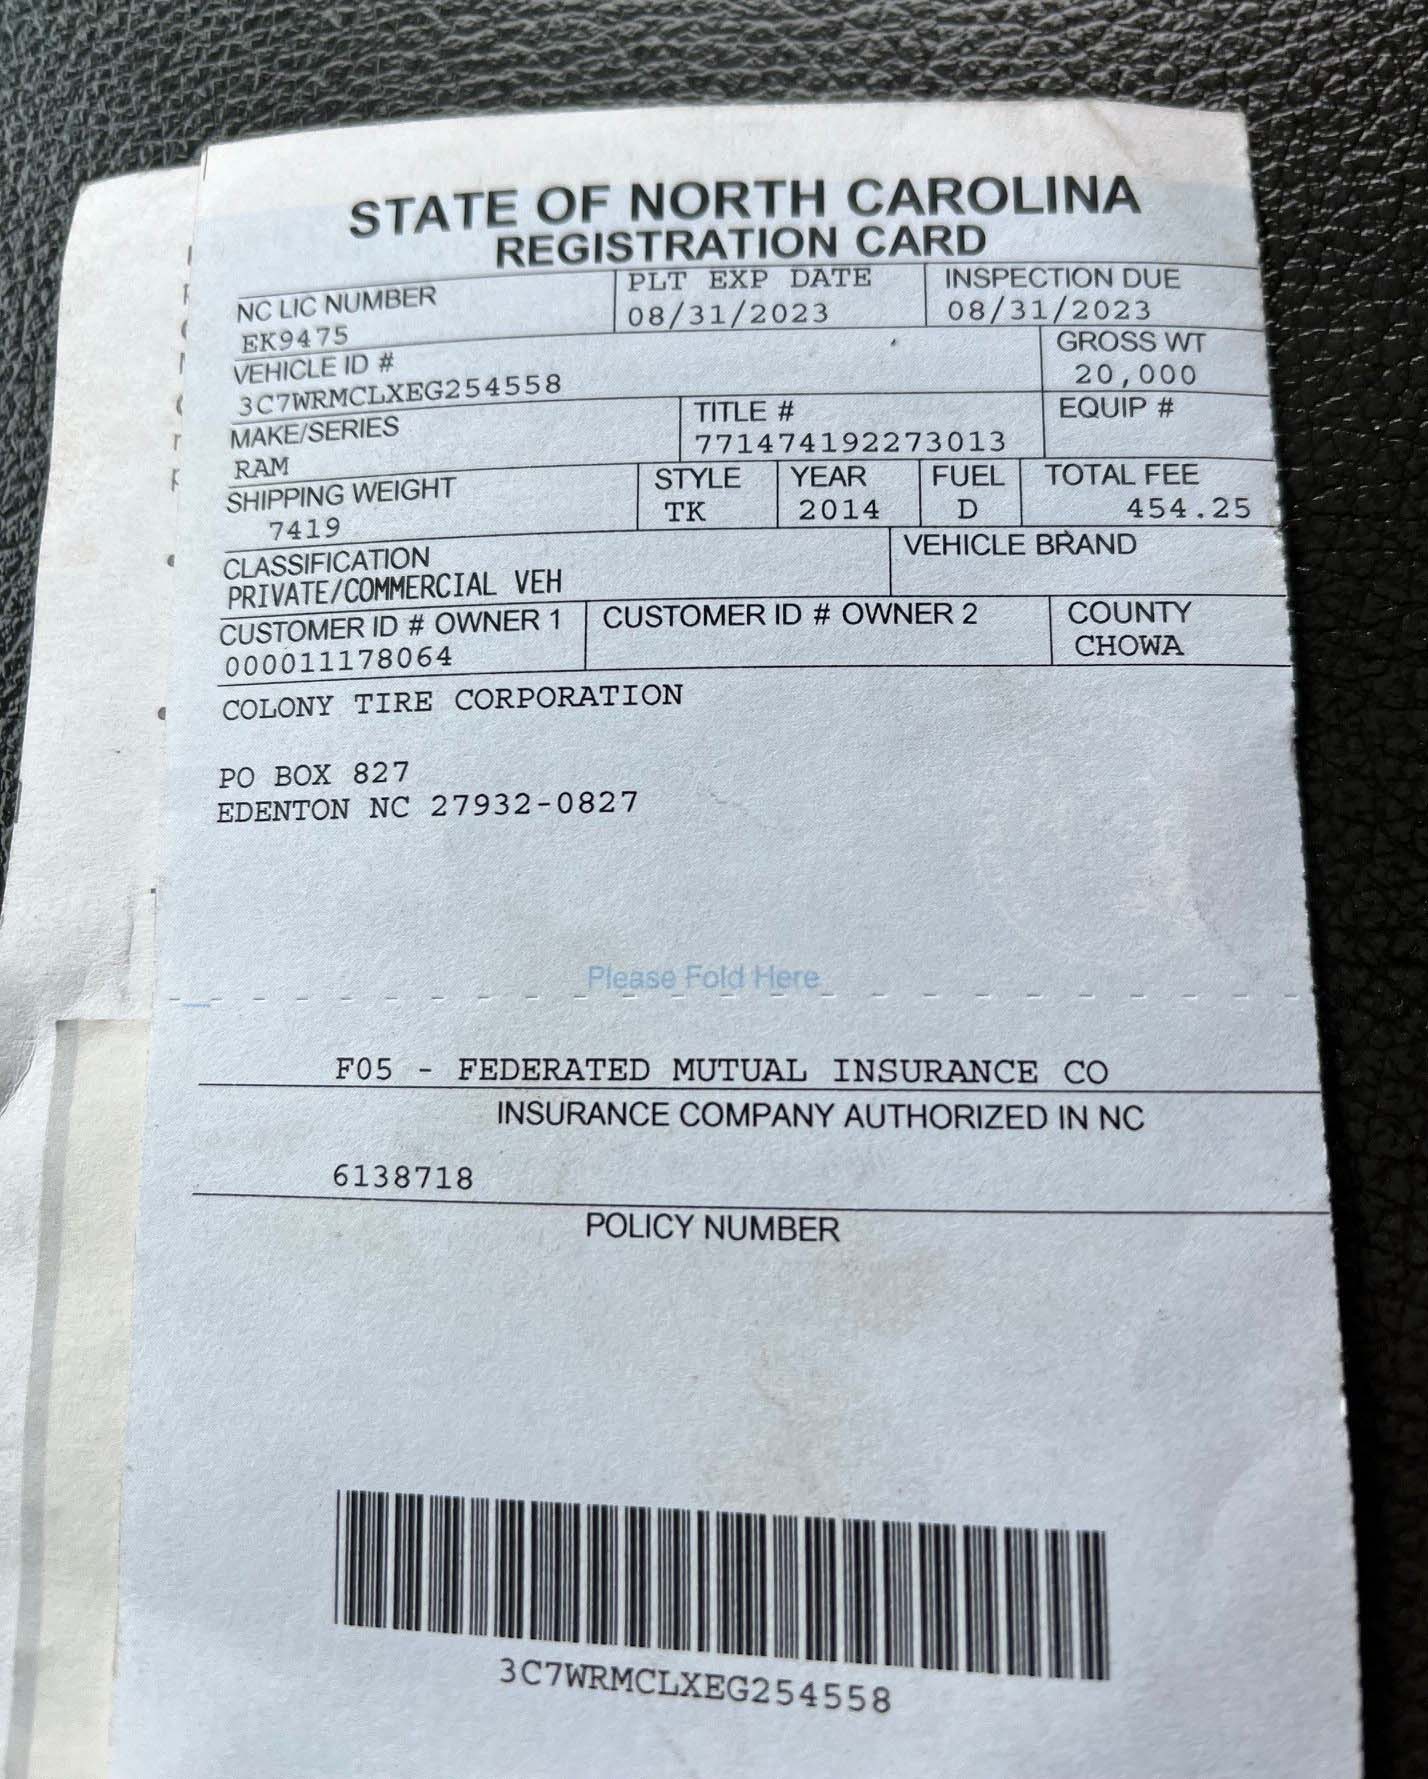 STATE OF NORTH CAROLINA
REGISTRATION CARD
NC LIC NUMBER PLT EXP DATE INSPECTION DUE
EK9475 08/31/2023 08/31/2023
VEHICLE ID # GROSS WT
3C7WRMCLXEG254558 20,000
MAKE/SERIES TITLE # EQUIP #
RAM 771474192273013
SHIPPING WEIGHT STYLE YEAR FUEL TOTAL FEE
7419 TK 2014 D 454.25
CLASSIFICATION VEHICLE BRAND
PRIVATE/COMMERCIAL VEH
CUSTOMER ID # OWNER 1 CUSTOMER ID # OWNER 2 COUNTY
000011178064 CHOWA
COLONY TIRE CORPORATION
PO BOX 827
EDENTON NC 27932-0827
Please Fold Here
F05 - FEDERATED MUTUAL INSURANCE CO
INSURANCE COMPANY AUTHORIZED IN NC
6138718
POLICY NUMBER
3C7WRMCLXEG254558